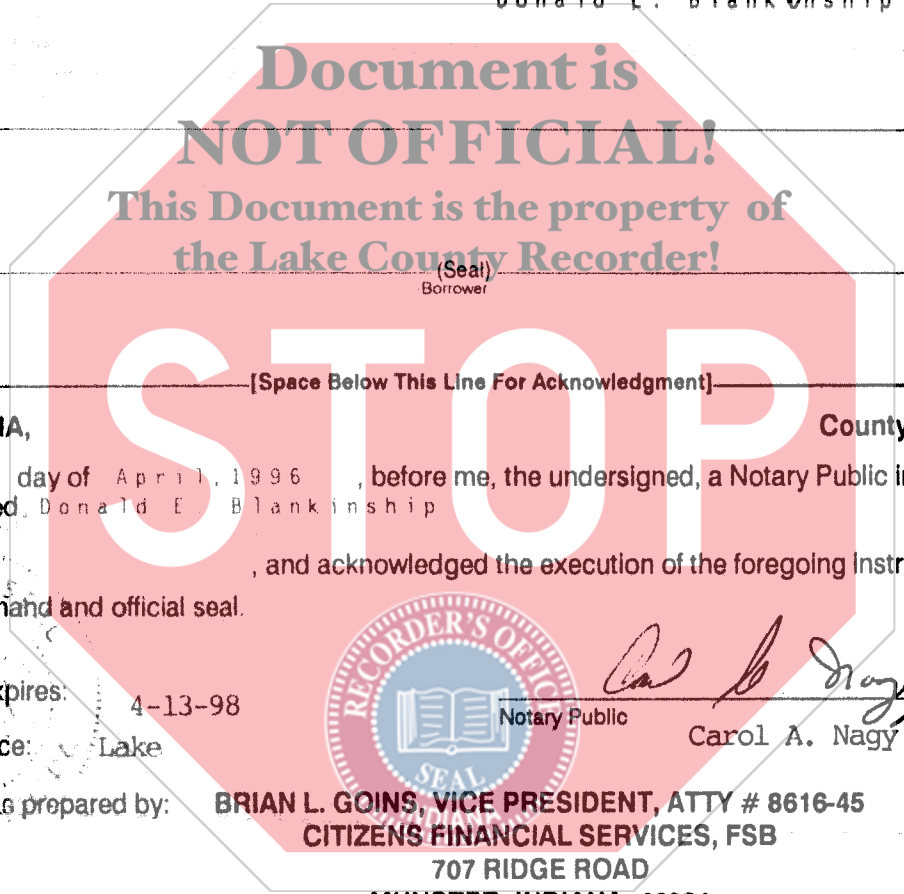 Donald E. Blankinship
Document is
NOT OFFICIAL!
This Document is the property of
the Lake County Recorder!
(Seal)
Borrower
STOP
[Space Below This Line For Acknowledgment]
IA, County
day of April, 1996 , before me, the undersigned, a Notary Public i
ed Donald E. Blankinship
, and acknowledged the execution of the foregoing instr
hand and official seal.
xpires: 4-13-98
Notary Public
ce: Lake Carol A. Nagy
RECORDER'S OFFICE
SEAL
INDIANA
s prepared by: BRIAN L. GOINS, VICE PRESIDENT, ATTY # 8616-45
CITIZENS FINANCIAL SERVICES, FSB
707 RIDGE ROAD
MUNSTER, INDIANA